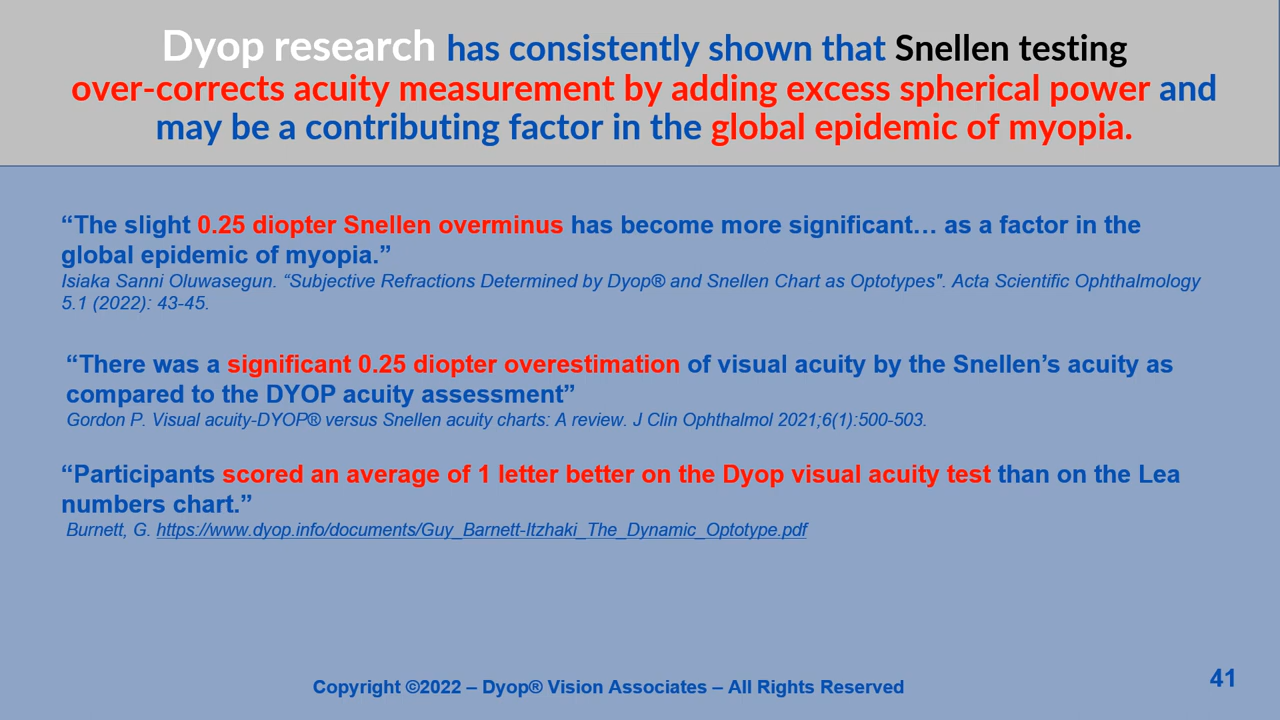 Dyop research has consistently shown that Snellen testing
over-corrects acuity measurement by adding excess spherical power and
may be a contributing factor in the global epidemic of myopia.
“The slight 0.25 diopter Snellen overminus has become more significant… as a factor in the
global epidemic of myopia.”
Isiaka Sanni Oluwasegun. “Subjective Refractions Determined by Dyop® and Snellen Chart as Optotypes". Acta Scientific Ophthalmology
5.1 (2022): 43-45.
“There was a significant 0.25 diopter overestimation of visual acuity by the Snellen’s acuity as
compared to the DYOP acuity assessment”
Gordon P. Visual acuity-DYOP® versus Snellen acuity charts: A review. J Clin Ophthalmol 2021;6(1):500-503.
“Participants scored an average of 1 letter better on the Dyop visual acuity test than on the Lea
numbers chart.”
Burnett, G. https://www.dyop.info/documents/Guy_Barnett-Itzhaki_The_Dynamic_Optotype.pdf
Copyright ©2022 – Dyop® Vision Associates – All Rights Reserved
41